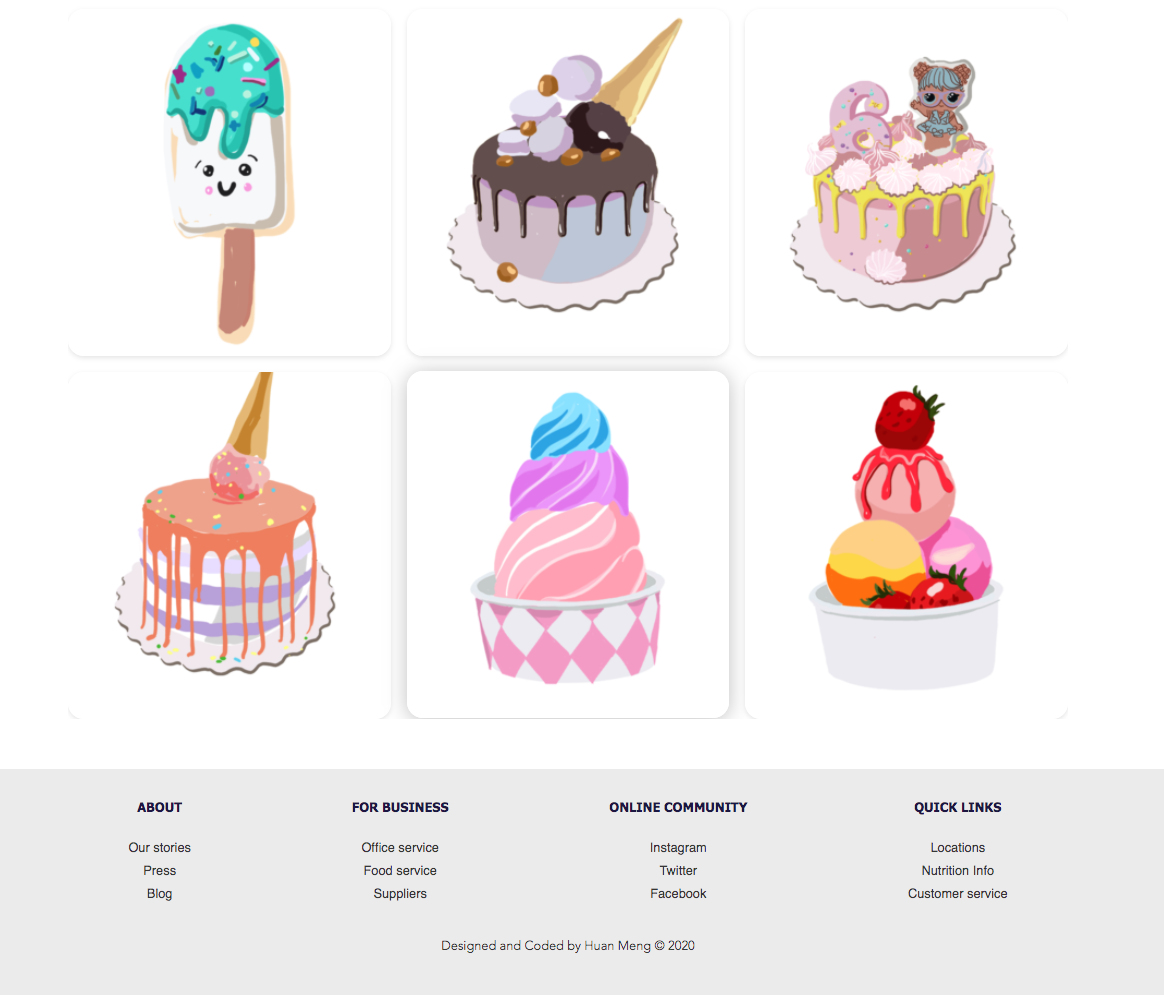 6
ABOUT
Our stories
Press
Blog
FOR BUSINESS
Office service
Food service
Suppliers
ONLINE COMMUNITY
Instagram
Twitter
Facebook
QUICK LINKS
Locations
Nutrition Info
Customer service
Designed and Coded by Huan Meng © 2020